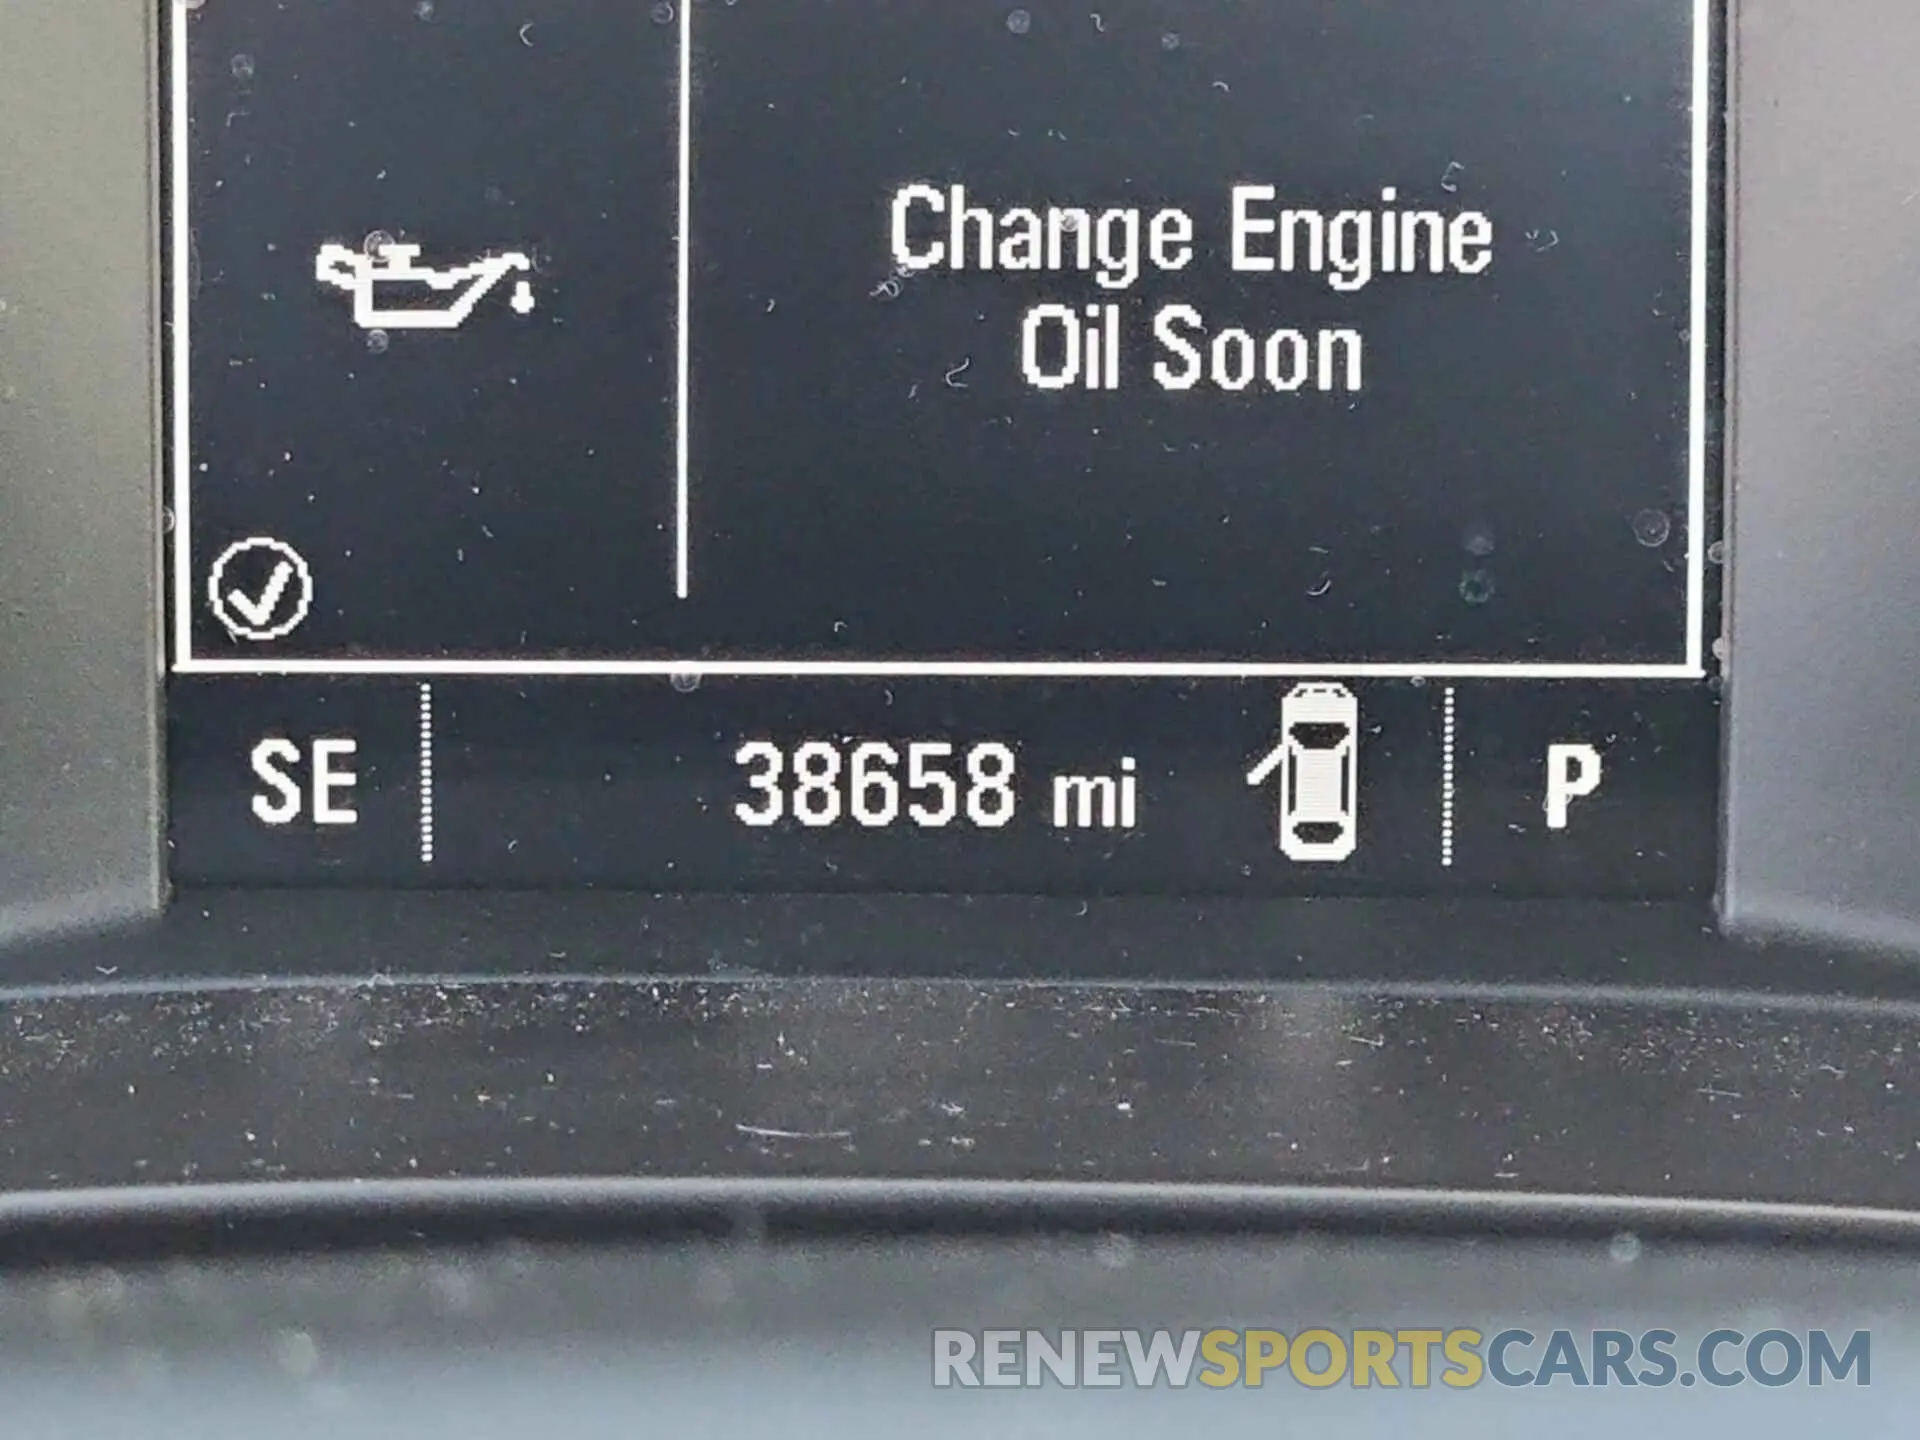 Change Engine
Oil Soon
SE 38658 mi P
RENEWSPORTSCARS.COM